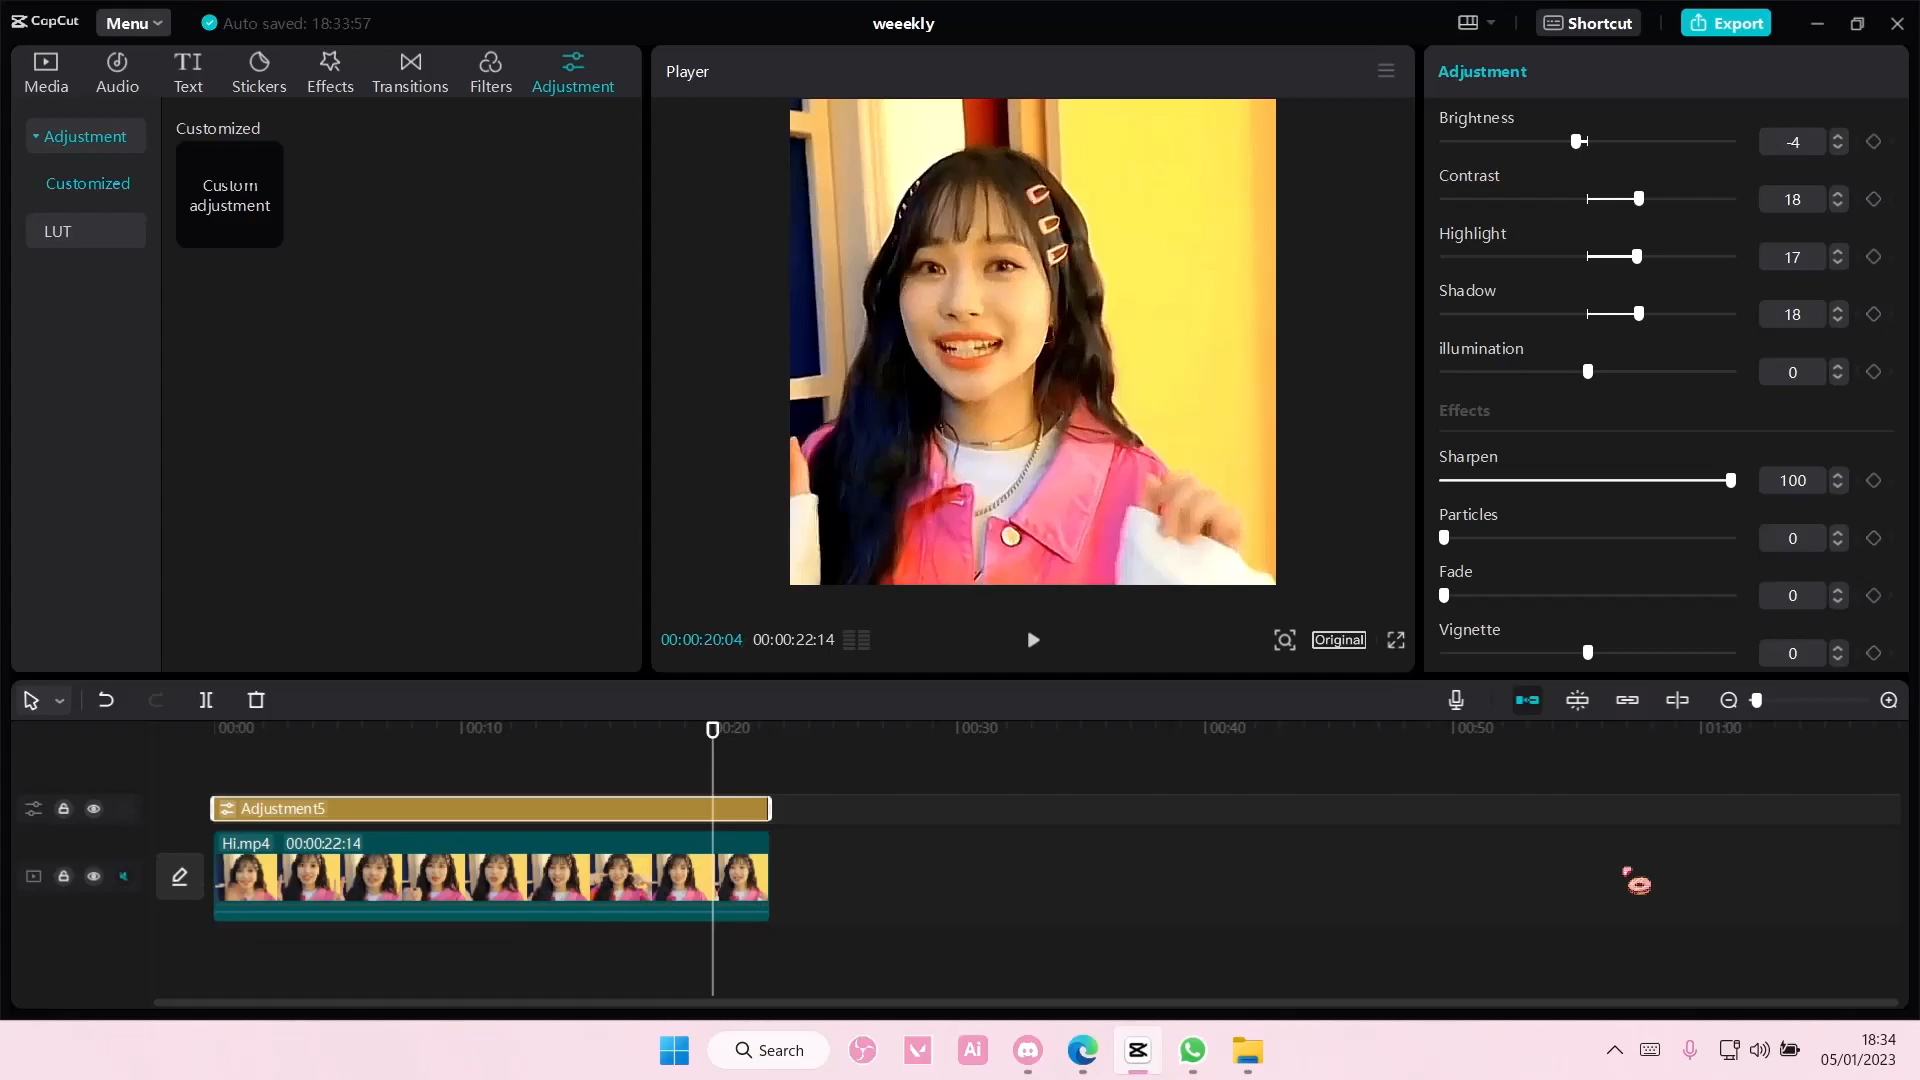 CapCut
Menu
Auto saved: 18:33:57
weeekly
Shortcut
Export
Media
Audio
Text
Stickers
Effects
Transitions
Filters
Adjustment
Adjustment
Customized
LUT
Customized
Custom
adjustment
Player
00:00:20:04
00:00:22:14
Original
Adjustment
Brightness
-4
Contrast
18
Highlight
17
Shadow
18
illumination
0
Effects
Sharpen
100
Particles
0
Fade
0
Vignette
0
00:00
00:10
00:20
00:30
00:40
00:50
01:00
Adjustment5
Hi.mp4 00:00:22:14
Search
Ai
18:34
05/01/2023